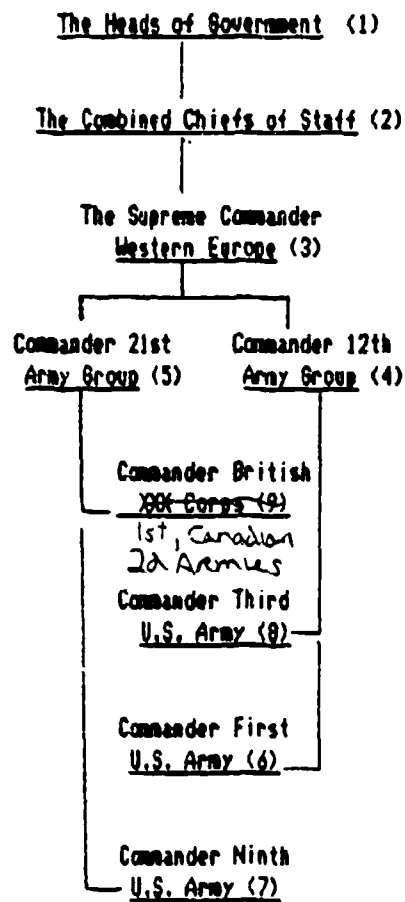 The Heads of Government (1)
The Combined Chiefs of Staff (2)
The Supreme Commander
Western Europe (3)
Commander 21st
Army Group (5)
Commander 12th
Army Group (4)
Commander British
XXX Corps (9)
1st, Canadian
2d Armies
Commander Third
U.S. Army (8)
Commander First
U.S. Army (6)
Commander Ninth
U.S. Army (7)